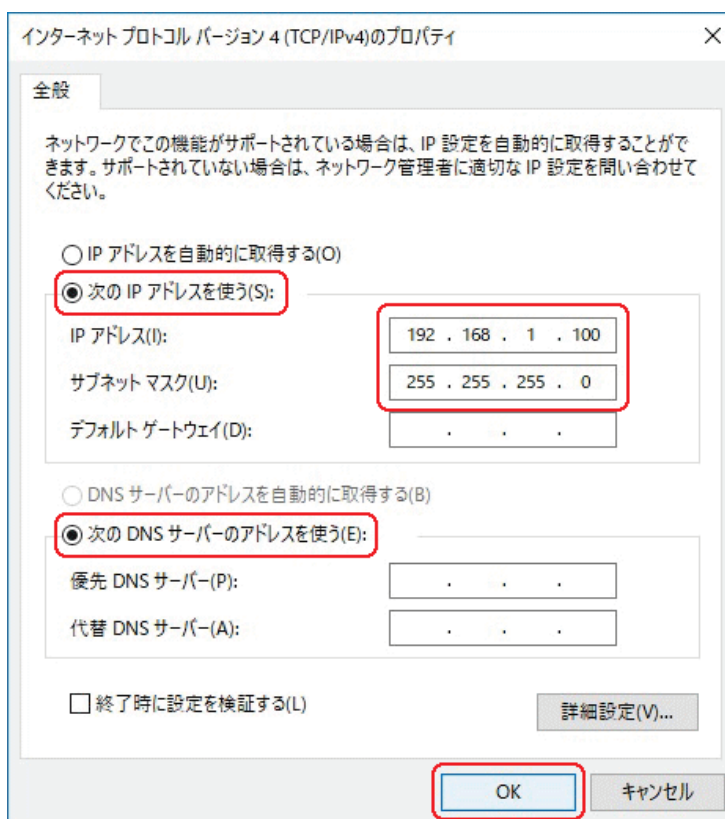 インターネット プロトコル バージョン 4 (TCP/IPv4)のプロパティ
全般
ネットワークでこの機能がサポートされている場合は、IP 設定を自動的に取得することがで
きます。サポートされていない場合は、ネットワーク管理者に適切な IP 設定を問い合わせて
ください。
IP アドレスを自動的に取得する(O)
次の IP アドレスを使う(S):
IP アドレス(I): 192 . 168 . 1 . 100
サブネット マスク(U): 255 . 255 . 255 . 0
デフォルト ゲートウェイ(D): . . .
DNS サーバーのアドレスを自動的に取得する(B)
次の DNS サーバーのアドレスを使う(E):
優先 DNS サーバー(P): . . .
代替 DNS サーバー(A): . . .
終了時に設定を検証する(L)
詳細設定(V)...
OK キャンセル